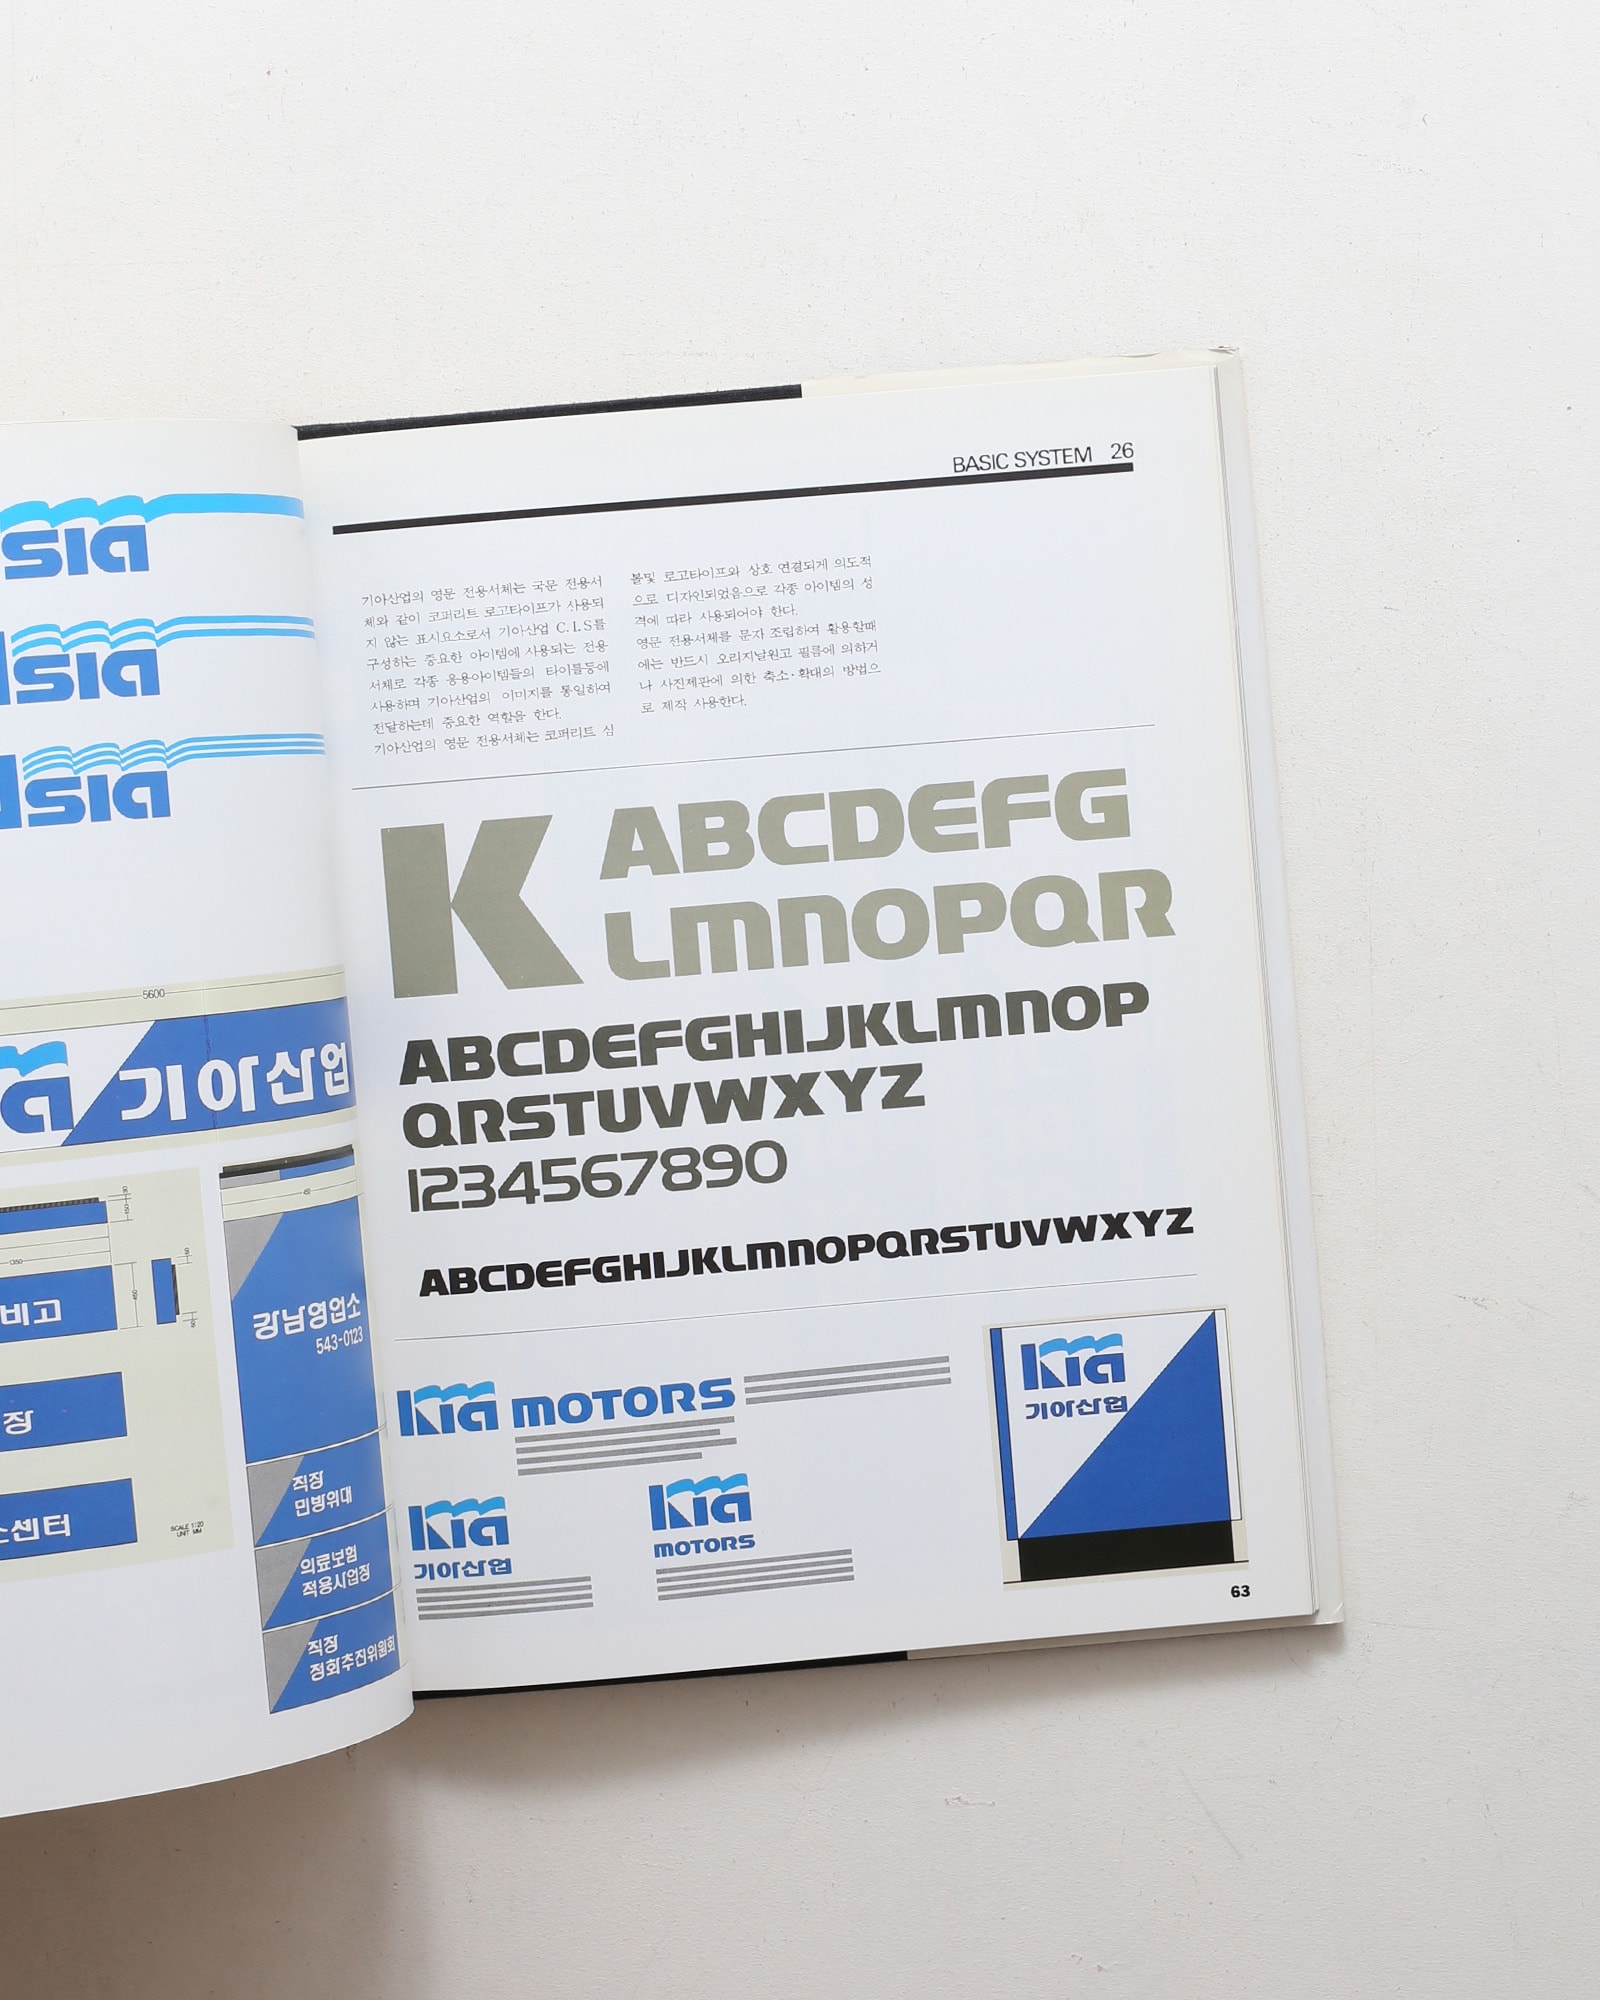 sia
sia
sia
5600
ia 기아산업
비고
장
센터
1350
450
SCALE 1:20
UNIT MM
450
강남영업소
543-0123
직장
민방위대
의료보험
적용사업장
직장
정화추진위원회
BASIC SYSTEM 26
기아산업의 영문 전용서체는 국문 전용서
체와 같이 코퍼리트 로고타이프가 사용되
지 않는 표시요소로서 기아산업 C.I.S를
구성하는 중요한 아이템에 사용되는 전용
서체로 각종 응용아이템들의 타이틀등에
사용하며 기아산업의 이미지를 통일하여
전달하는데 중요한 역할을 한다.
기아산업의 영문 전용서체는 코퍼리트 심
볼및 로고타이프와 상호 연결되게 의도적
으로 디자인되었음으로 각종 아이템의 성
격에 따라 사용되어야 한다.
영문 전용서체를 문자 조립하여 활용할때
에는 반드시 오리지날원고 필름에 의하거
나 사진제판에 의한 축소·확대의 방법으
로 제작 사용한다.
K
ABCDEFG
LMNOPQR
ABCDEFGHIJKLMNOP
QRSTUVWXYZ
1234567890
ABCDEFGHIJKLMNOPQRSTUVWXYZ
Kia MOTORS
Kia
기아산업
Kia
MOTORS
Kia
기아산업
63